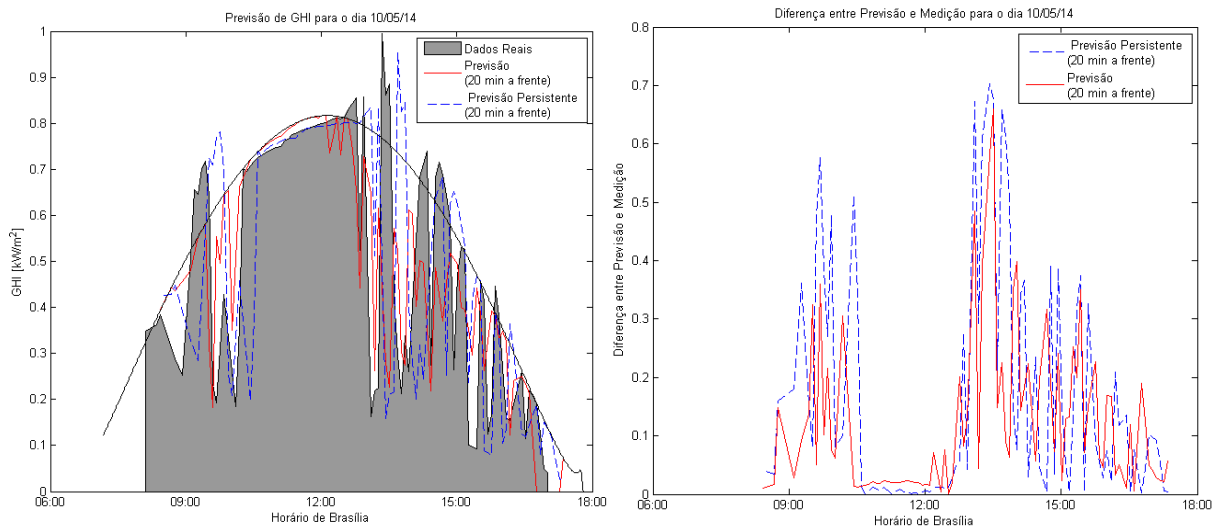 Previsão de GHI para o dia 10/05/14
Dados Reais
Previsão
(20 min a frente)
Previsão Persistente
(20 min a frente)
GHI [kW/m²]
1
0.9
0.8
0.7
0.6
0.5
0.4
0.3
0.2
0.1
0
06:00
09:00
12:00
15:00
18:00
Horário de Brasília
Diferença entre Previsão e Medição para o dia 10/05/14
Previsão Persistente
(20 min a frente)
Previsão
(20 min a frente)
Diferença entre Previsão e Medição
0.8
0.7
0.6
0.5
0.4
0.3
0.2
0.1
0
06:00
09:00
12:00
15:00
18:00
Horário de Brasília